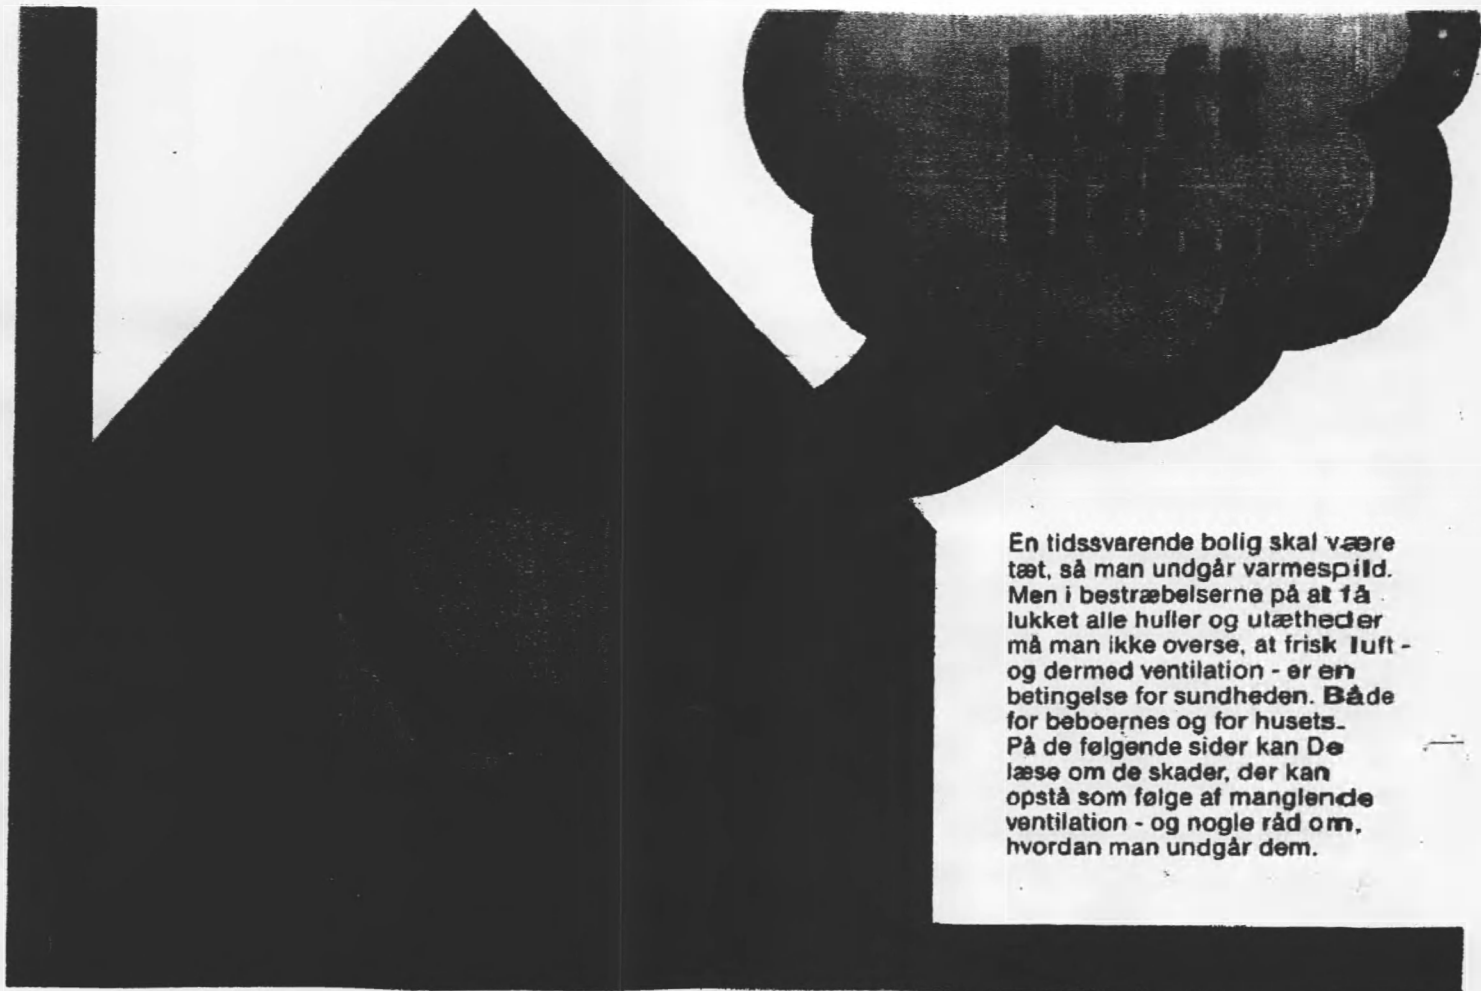 Luft
En tidssvarende bolig skal være
tæt, så man undgår varmespild.
Men i bestræbelserne på at få
lukket alle huller og utætheder
må man ikke overse, at frisk luft -
og dermed ventilation - er en
betingelse for sundheden. Både
for beboernes og for husets.
På de følgende sider kan De
læse om de skader, der kan
opstå som følge af manglende
ventilation - og nogle råd om,
hvordan man undgår dem.